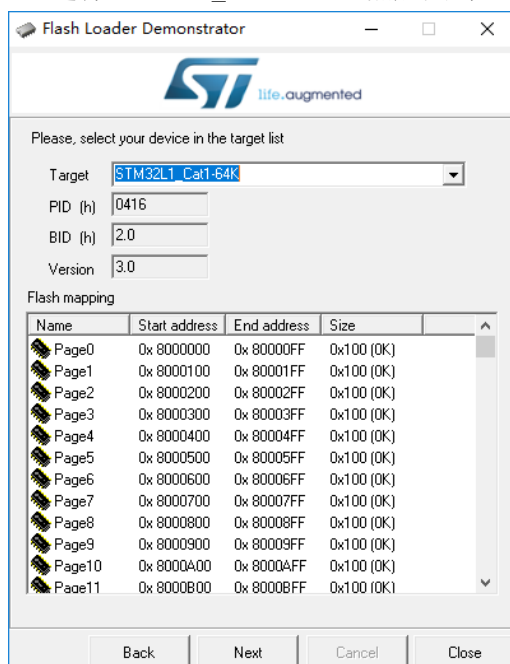 Flash Loader Demonstrator
life.augmented
Please, select your device in the target list
Target STM32L1_Cat1-64K
PID (h) 0416
BID (h) 2.0
Version 3.0
Flash mapping
Name Start address End address Size
Page0 0x 8000000 0x 80000FF 0x100 (0K)
Page1 0x 8000100 0x 80001FF 0x100 (0K)
Page2 0x 8000200 0x 80002FF 0x100 (0K)
Page3 0x 8000300 0x 80003FF 0x100 (0K)
Page4 0x 8000400 0x 80004FF 0x100 (0K)
Page5 0x 8000500 0x 80005FF 0x100 (0K)
Page6 0x 8000600 0x 80006FF 0x100 (0K)
Page7 0x 8000700 0x 80007FF 0x100 (0K)
Page8 0x 8000800 0x 80008FF 0x100 (0K)
Page9 0x 8000900 0x 80009FF 0x100 (0K)
Page10 0x 8000A00 0x 8000AFF 0x100 (0K)
Page11 0x 8000B00 0x 8000BFF 0x100 (0K)
Back Next Cancel Close